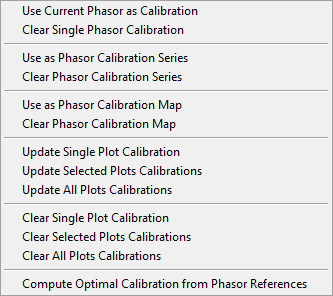 Use Current Phasor as Calibration
Clear Single Phasor Calibration
Use as Phasor Calibration Series
Clear Phasor Calibration Series
Use as Phasor Calibration Map
Clear Phasor Calibration Map
Update Single Plot Calibration
Update Selected Plots Calibrations
Update All Plots Calibrations
Clear Single Plot Calibration
Clear Selected Plots Calibrations
Clear All Plots Calibrations
Compute Optimal Calibration from Phasor References